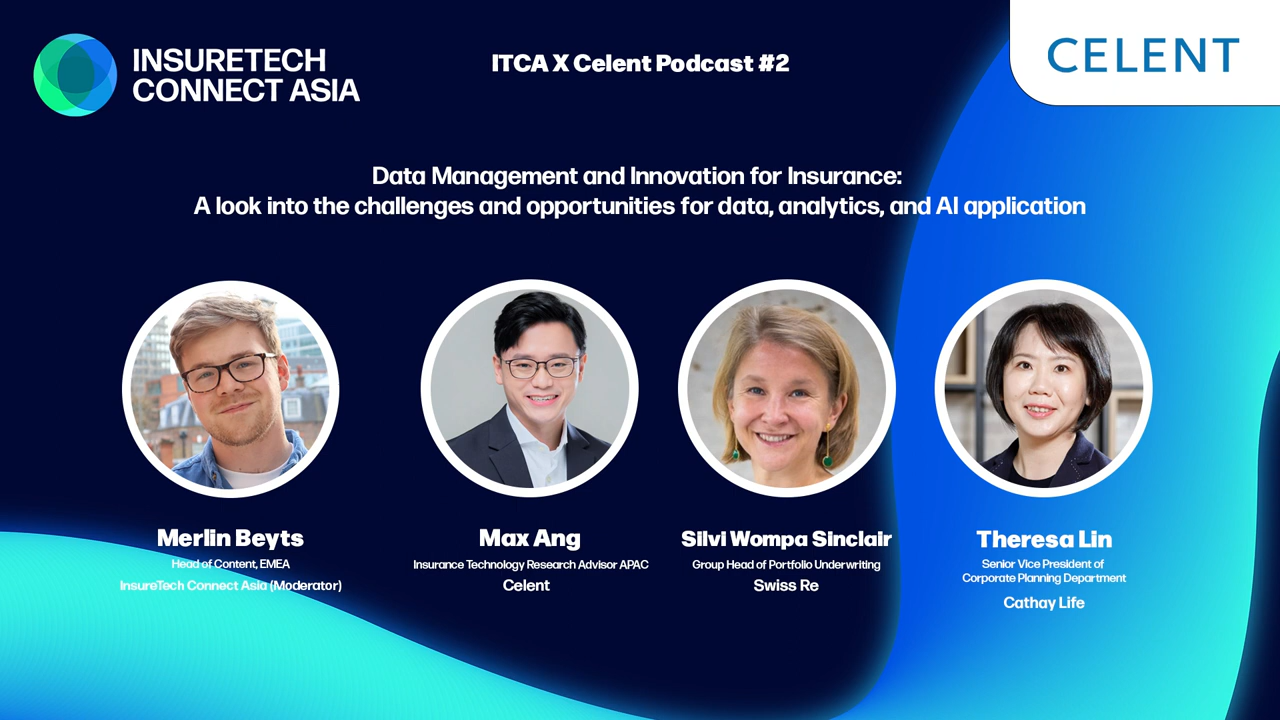 INSURETECH
CONNECT ASIA
ITCA X Celent Podcast #2
CELENT
Data Management and Innovation for Insurance:
A look into the challenges and opportunities for data, analytics, and AI application
Merlin Beyts
Head of Content, EMEA
InsureTech Connect Asia (Moderator)
Max Ang
Insurance Technology Research Advisor APAC
Celent
Silvi Wompa Sinclair
Group Head of Portfolio Underwriting
Swiss Re
Theresa Lin
Senior Vice President of
Corporate Planning Department
Cathay Life